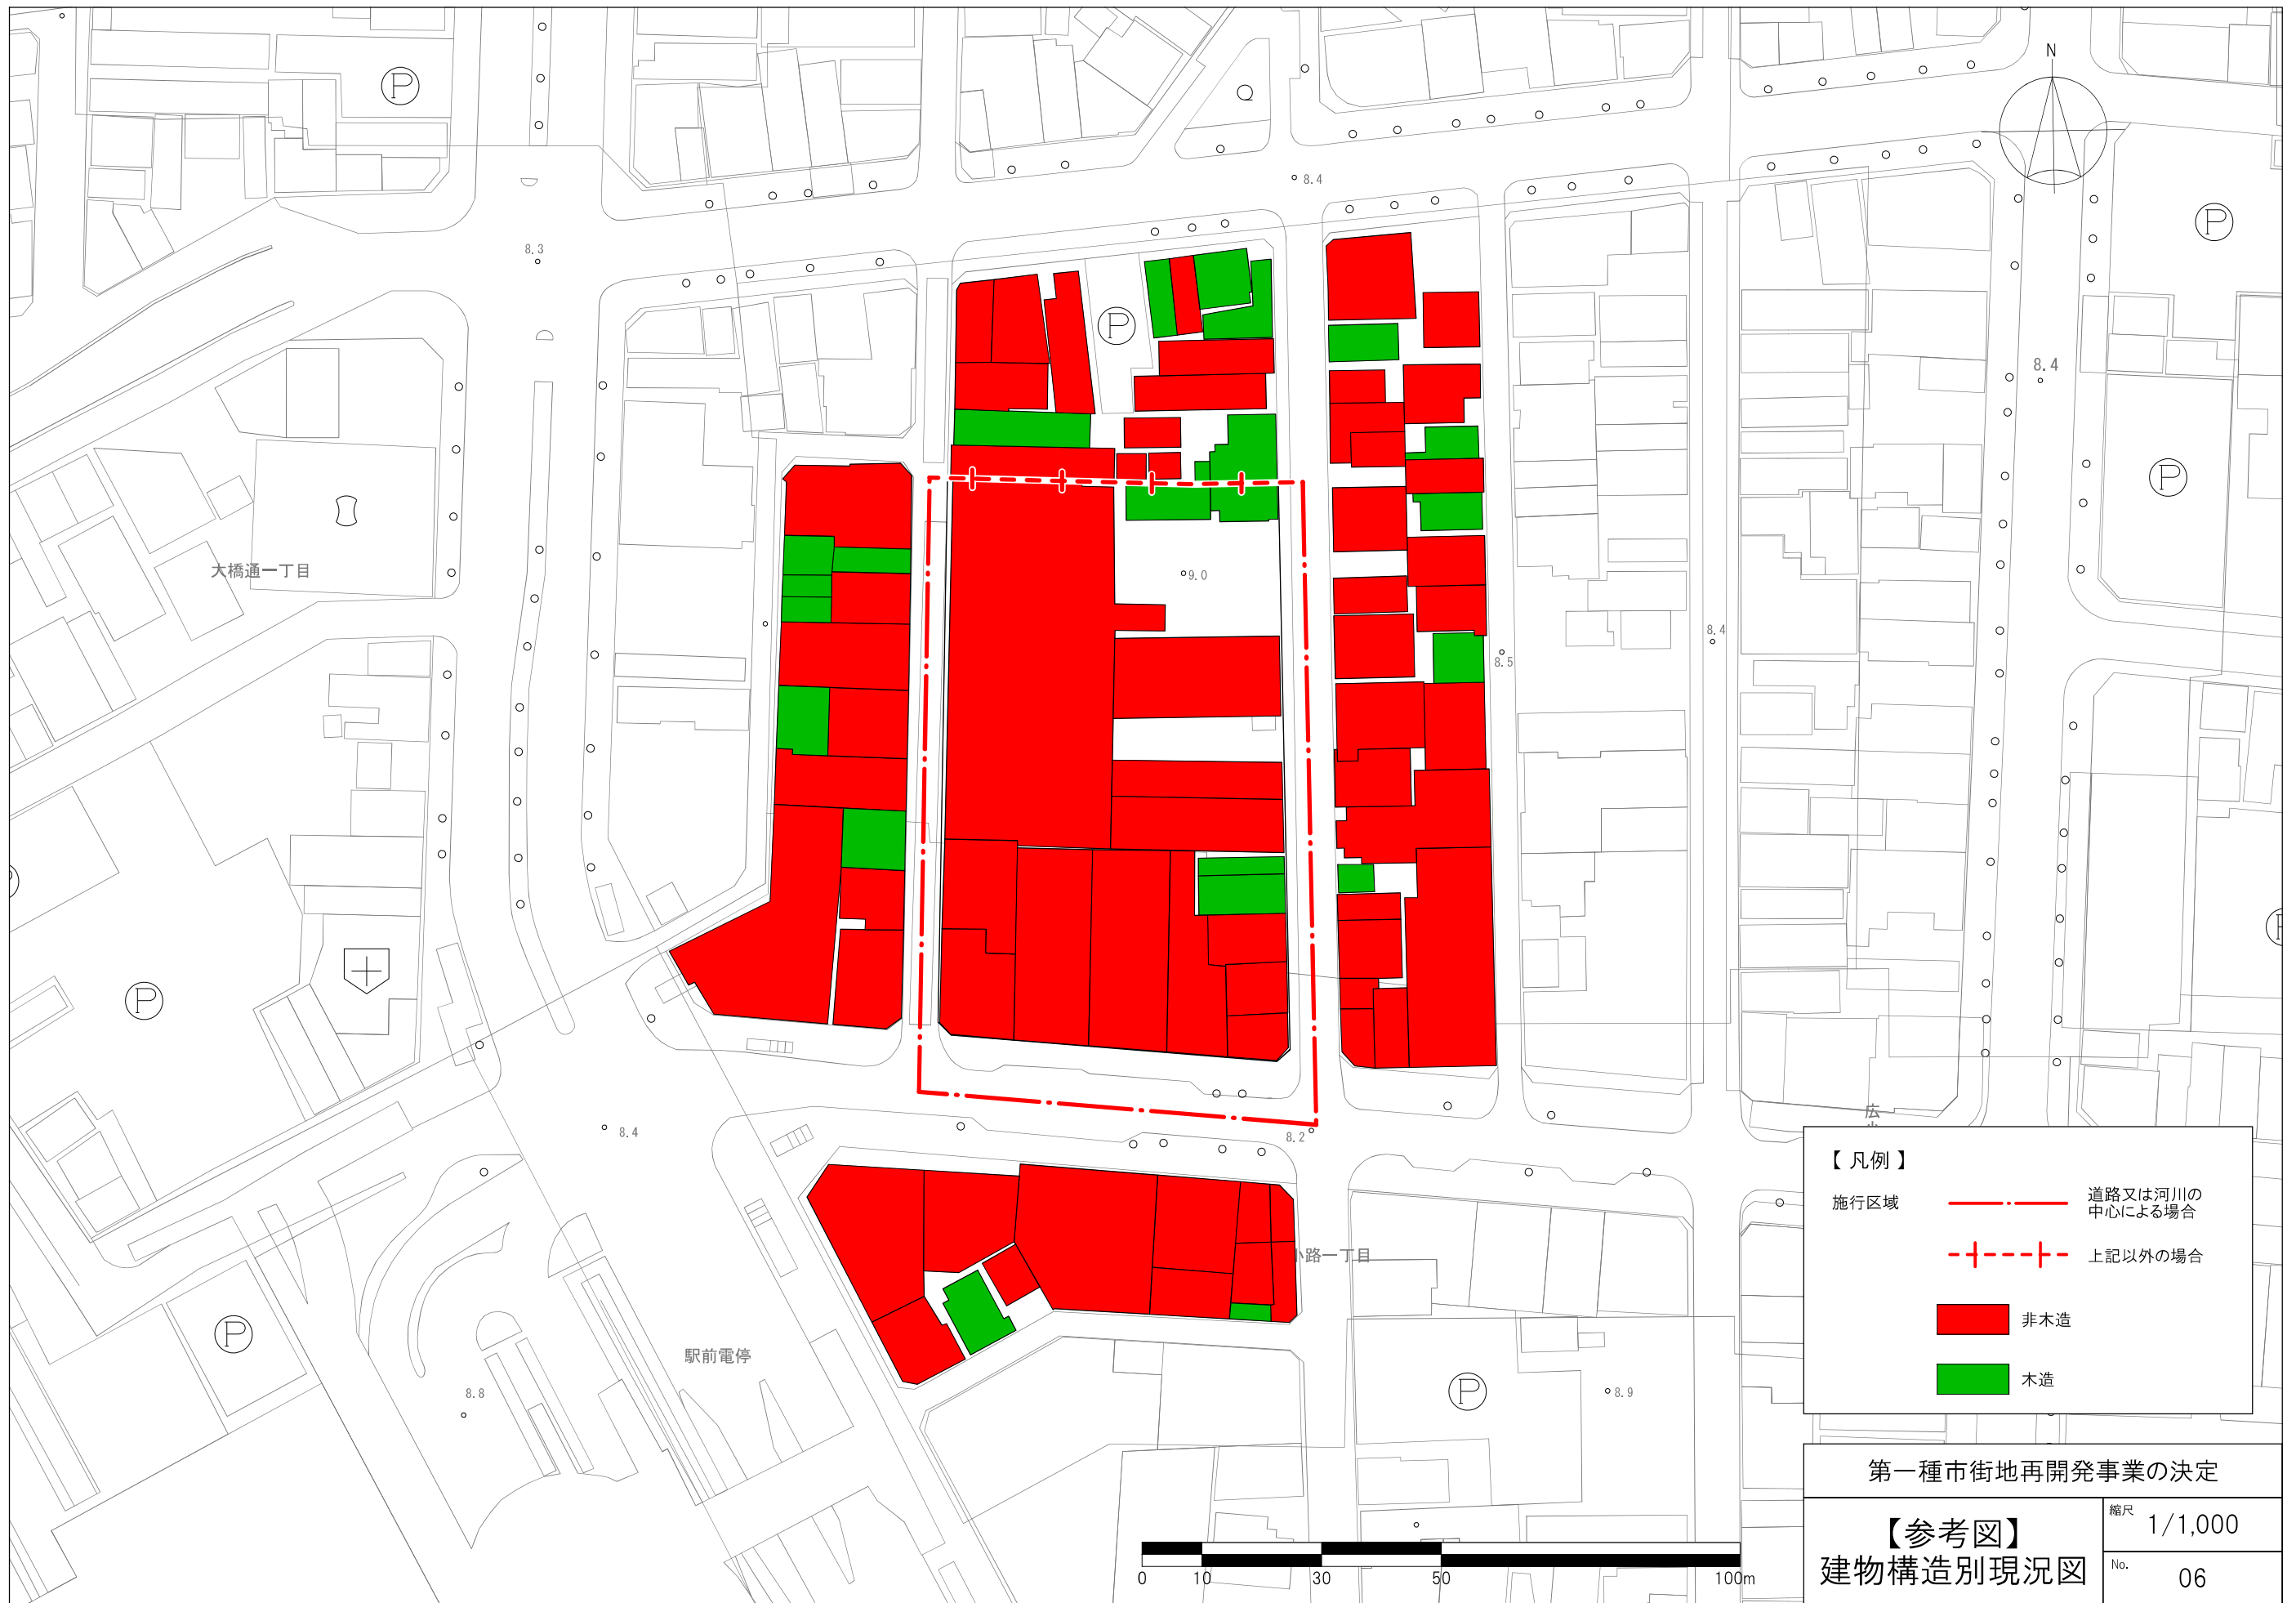 N
P
8.4
8.3
P
P
8.4
P
大橋通一丁目
9.0
8.4
8.5
P
広
8.4
8.2
小路一丁目
駅前電停
P
8.8
P
8.9
【 凡例 】
施行区域
道路又は河川の
中心による場合
上記以外の場合
非木造
木造
第一種市街地再開発事業の決定
【参考図】
建物構造別現況図
縮尺 1/1,000
No. 06
0 10 30 50 100m